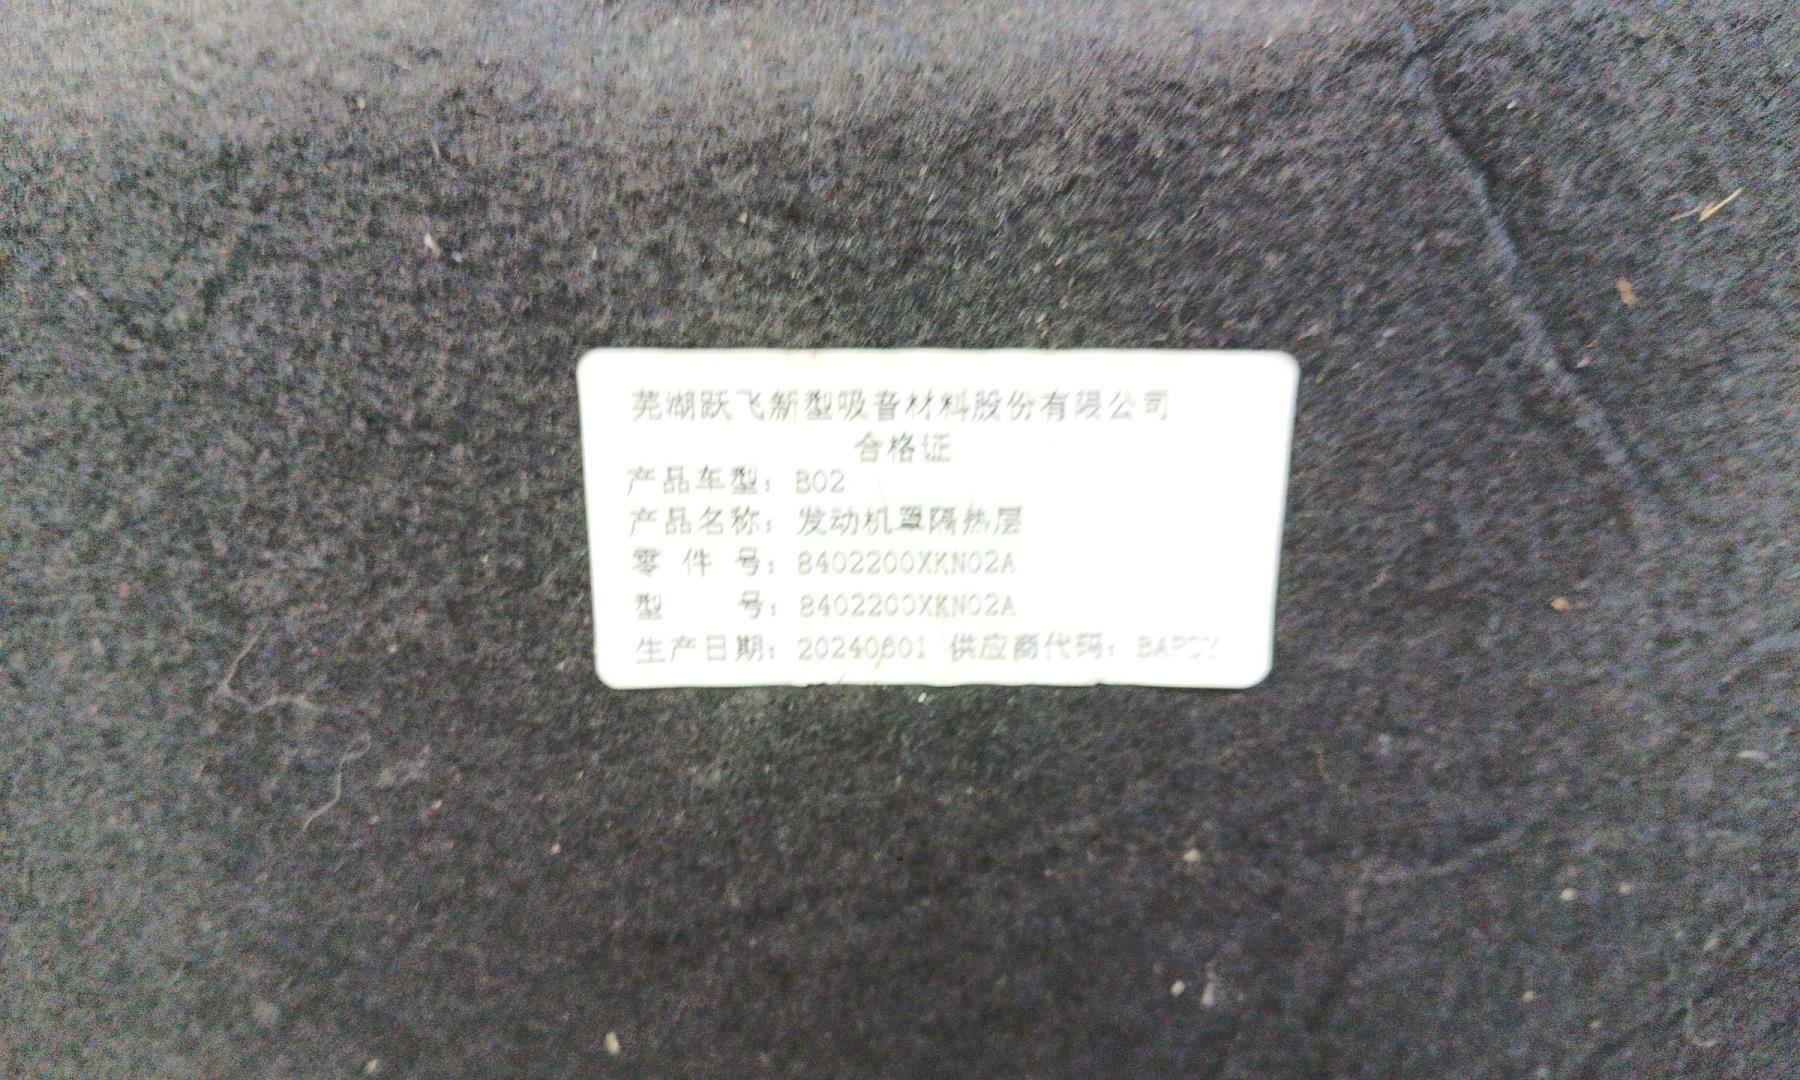 芜湖跃飞新型吸音材料股份有限公司
合格证
产品车型：B02
产品名称：发动机罩隔热层
零件号：8402200XKN02A
型号：8402200XKN02A
生产日期：20240601 供应商代码：